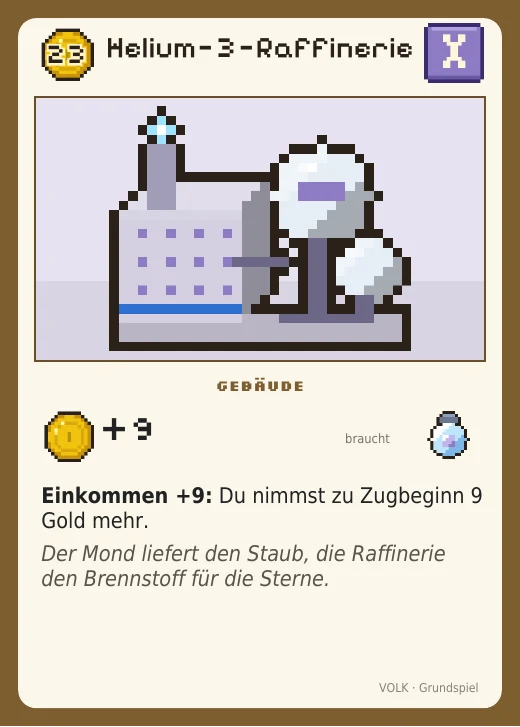 23 Helium-3-Raffinerie X
GEBÄUDE
+9 braucht
Einkommen +9: Du nimmst zu Zugbeginn 9
Gold mehr.
Der Mond liefert den Staub, die Raffinerie
den Brennstoff für die Sterne.
VOLK · Grundspiel